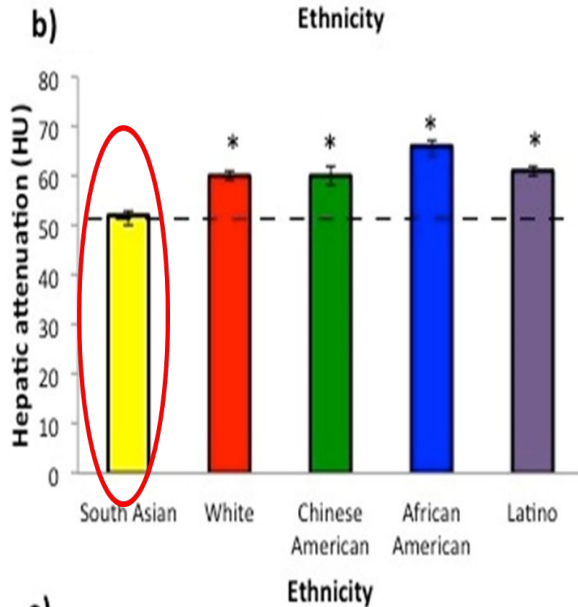 Ethnicity
b)
Hepatic attenuation (HU)
80
70
60
50
40
30
20
10
0
*
*
*
*
South Asian
White
Chinese
American
African
American
Latino
Ethnicity